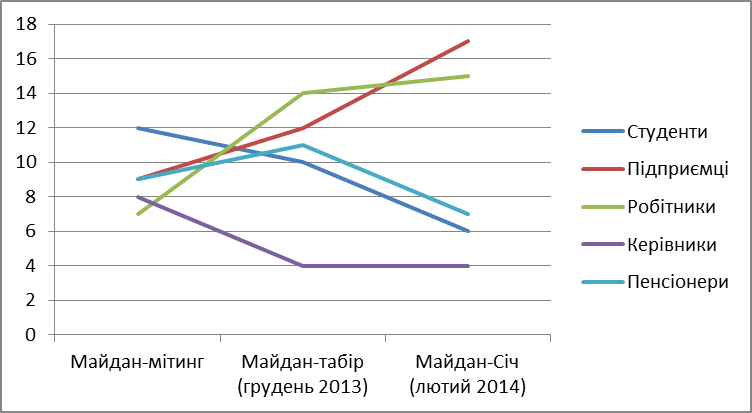 18
16
14
12
10
8
6
4
2
0
Майдан-мітинг
Майдан-табір
(грудень 2013)
Майдан-Січ
(лютий 2014)
Студенти
Підприємці
Робітники
Керівники
Пенсіонери